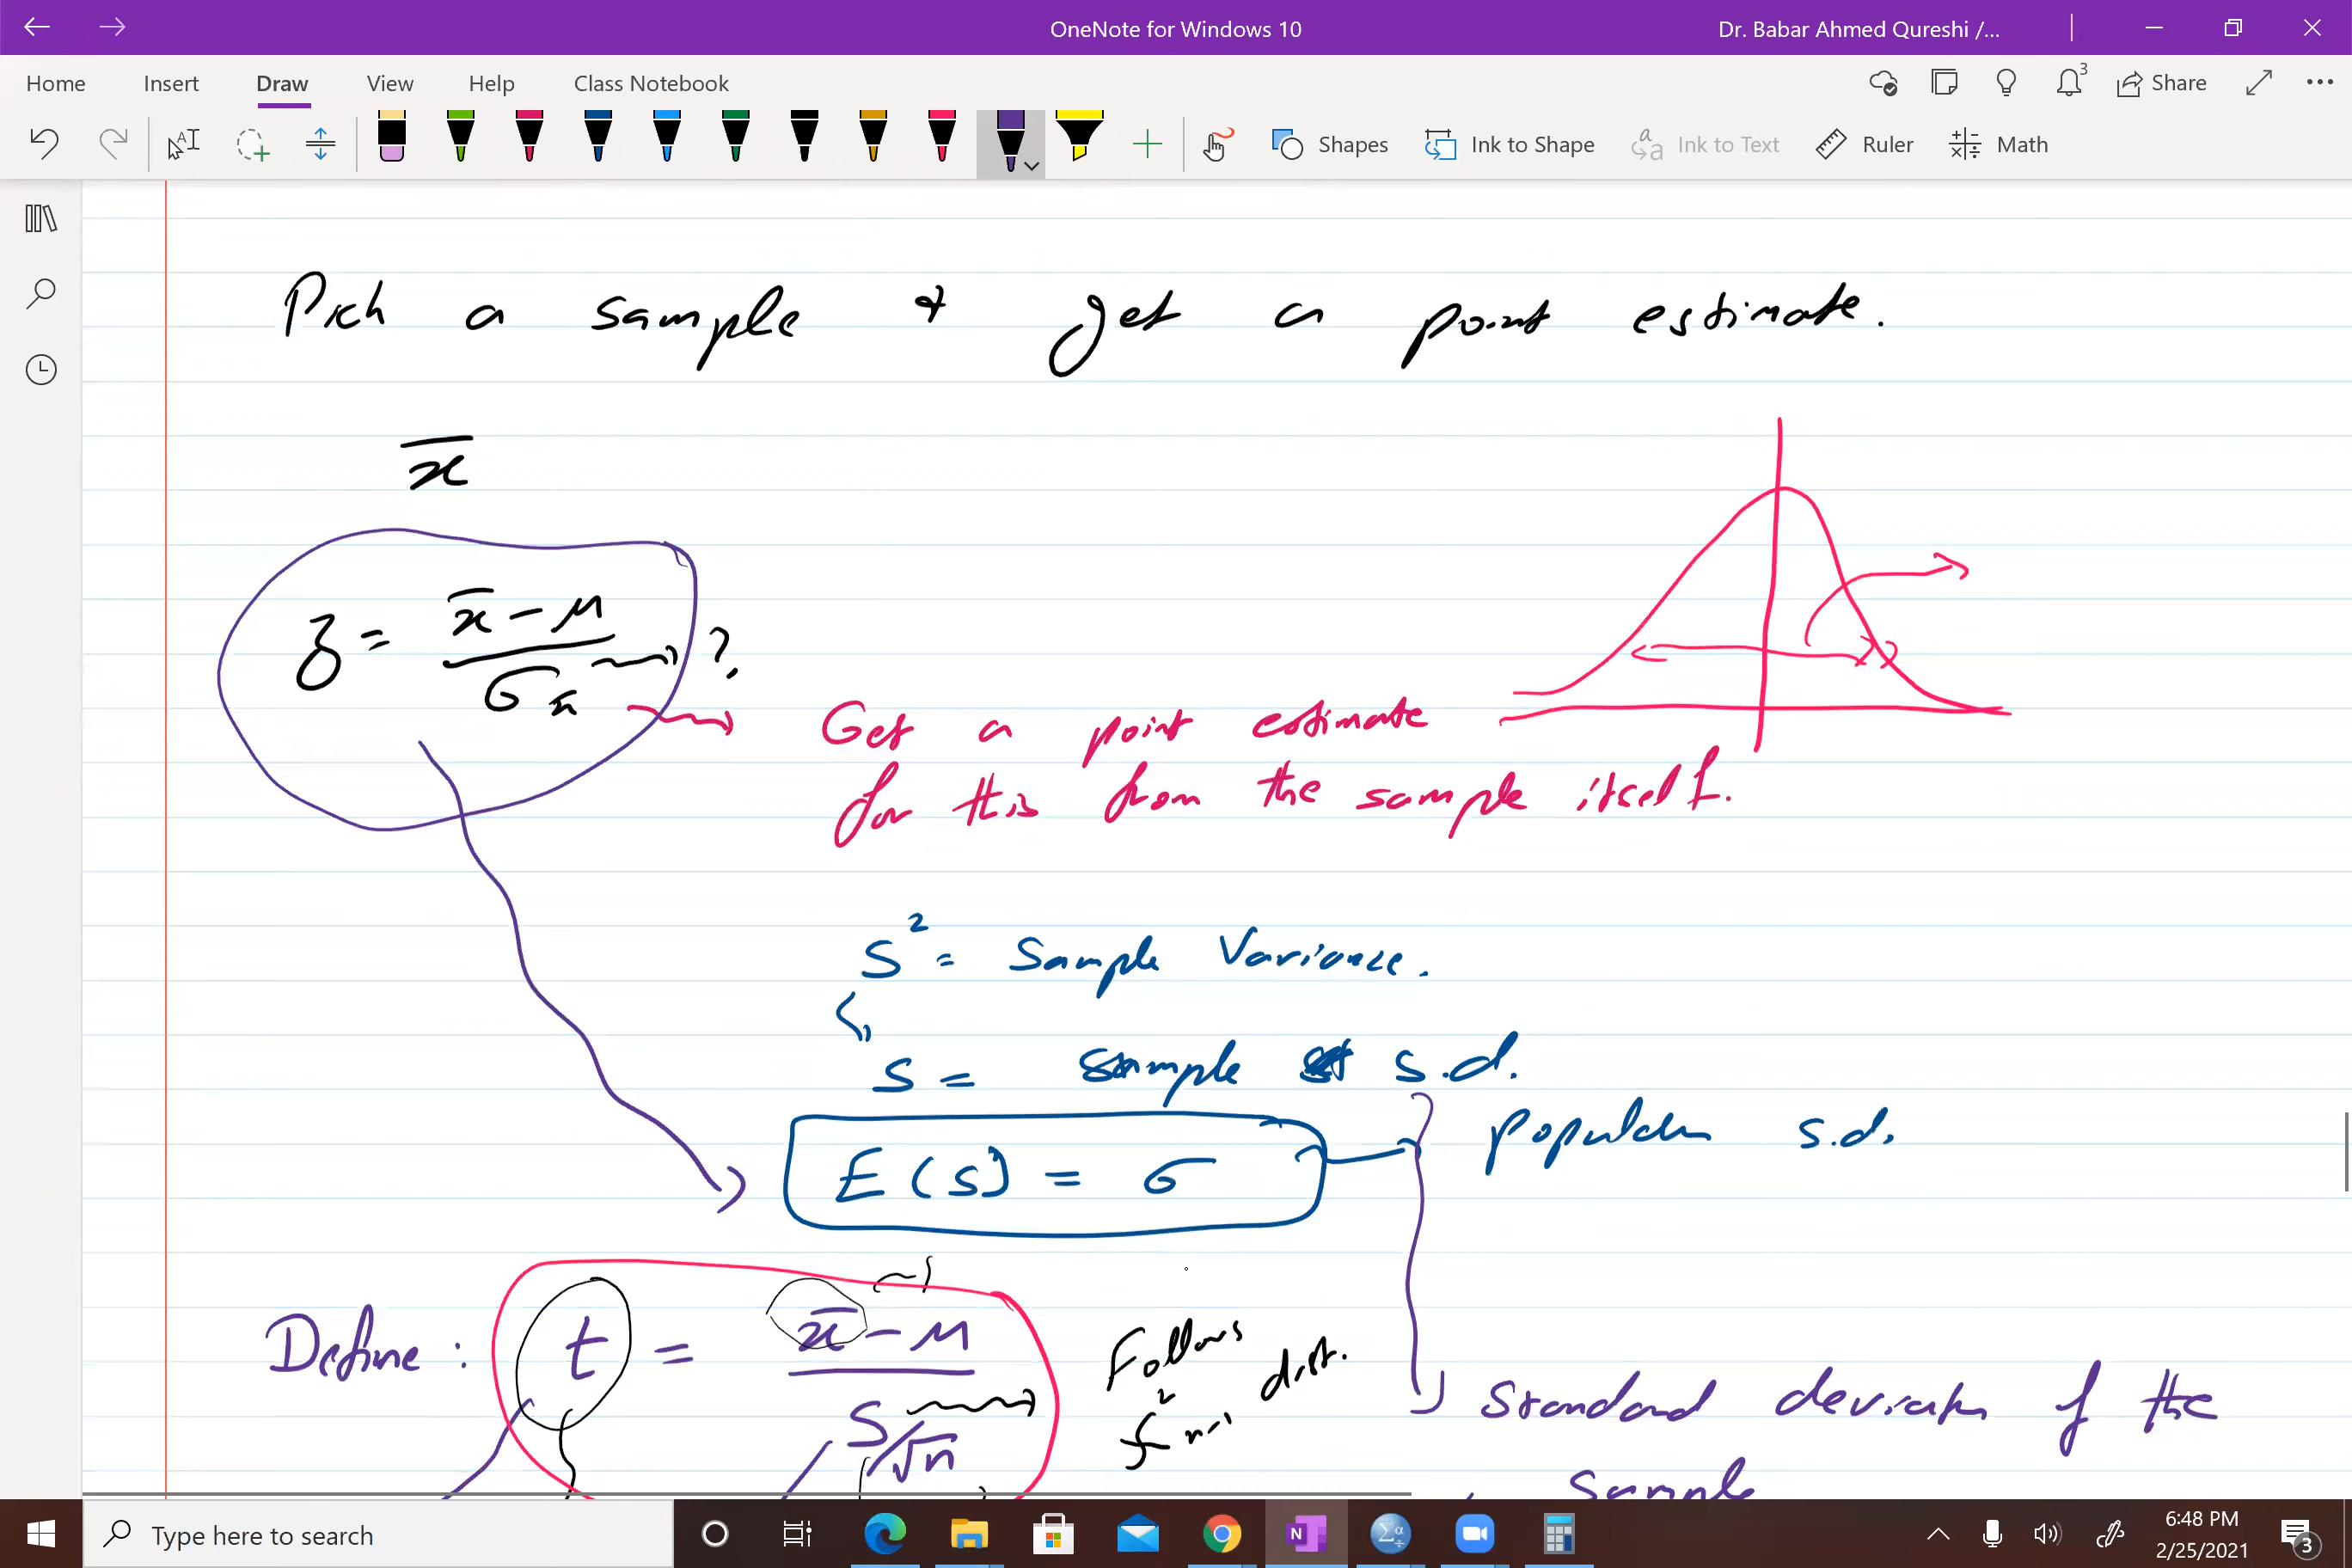 OneNote for Windows 10
Dr. Babar Ahmed Qureshi /...
Home Insert Draw View Help Class Notebook
3
Share
Shapes Ink to Shape Ink to Text Ruler Math
Pick a sample & get a point estimate.
x̄
z = (x̄ - μ) / σx̄ → ?
→ Get a point estimate
for this from the sample itself.
s² = Sample Variance.
s = sample s.d.
population s.d.
E(s) = σ
Define : t = (x̄ - μ) / (s/√n)
Follows
dist.
n-1
Standard deviation of the
Sample
Type here to search
6:48 PM
2/25/2021
3